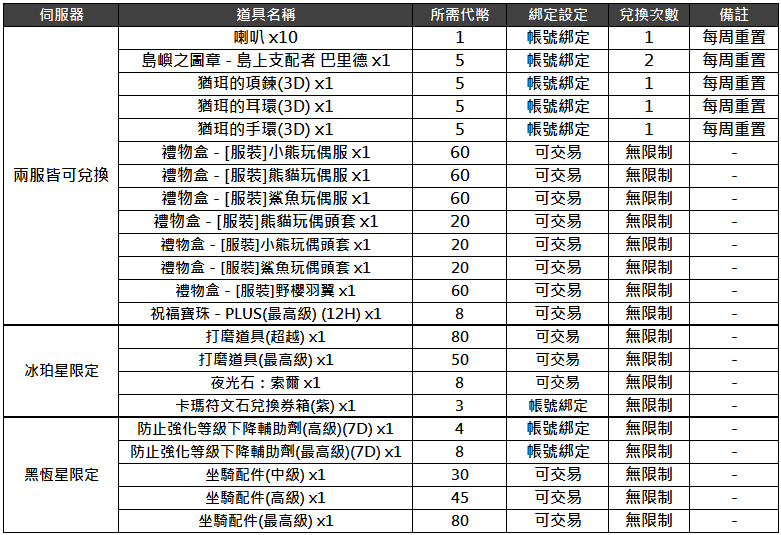 伺服器 道具名稱 所需代幣 綁定設定 兌換次數 備註
兩服皆可兌換
喇叭 x10 1 帳號綁定 1 每周重置
島嶼之圖章 - 島上支配者 巴里德 x1 5 帳號綁定 2 每周重置
猶珥的項鍊(3D) x1 5 帳號綁定 1 每周重置
猶珥的耳環(3D) x1 5 帳號綁定 1 每周重置
猶珥的手環(3D) x1 5 帳號綁定 1 每周重置
禮物盒 - [服裝]小熊玩偶服 x1 60 可交易 無限制 -
禮物盒 - [服裝]熊貓玩偶服 x1 60 可交易 無限制 -
禮物盒 - [服裝]鯊魚玩偶服 x1 60 可交易 無限制 -
禮物盒 - [服裝]熊貓玩偶頭套 x1 20 可交易 無限制 -
禮物盒 - [服裝]小熊玩偶頭套 x1 20 可交易 無限制 -
禮物盒 - [服裝]鯊魚玩偶頭套 x1 20 可交易 無限制 -
禮物盒 - [服裝]野櫻羽翼 x1 60 可交易 無限制 -
祝福寶珠 - PLUS(最高級) (12H) x1 8 可交易 無限制 -
冰珀星限定
打磨道具(超越) x1 80 可交易 無限制 -
打磨道具(最高級) x1 50 可交易 無限制 -
夜光石：索爾 x1 8 可交易 無限制 -
卡瑪符文石兌換券箱(紫) x1 3 帳號綁定 無限制 -
黑恆星限定
防止強化等級下降輔助劑(高級)(7D) x1 4 帳號綁定 無限制 -
防止強化等級下降輔助劑(最高級)(7D) x1 8 帳號綁定 無限制 -
坐騎配件(中級) x1 30 可交易 無限制 -
坐騎配件(高級) x1 45 可交易 無限制 -
坐騎配件(最高級) x1 80 可交易 無限制 -